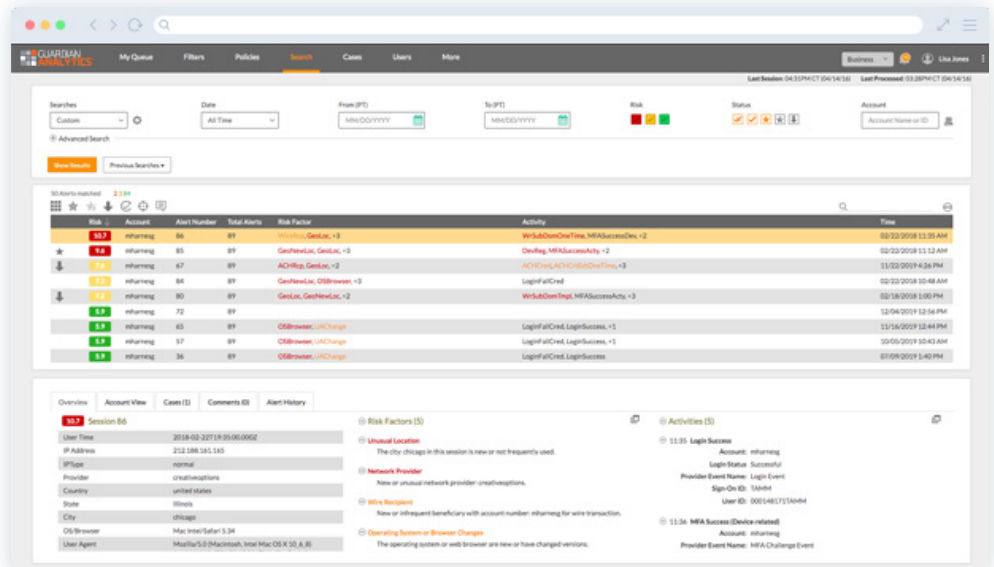 GUARDIAN ANALYTICS My Queue Filters Policies Search Cases Users More Business Lisa Jones
Last Session: 04:31PM CT (04/14/16) Last Processed: 03:28PM CT (04/14/16)
Searches Date From (PT) To (PT) Risk Status Account
Custom All Time MM/DD/YYYY MM/DD/YYYY Account Name or ID
Advanced Search
Show Results Previous Searches
50 Alerts matched
Risk Account Alert Number Total Alerts Risk Factor Activity Time
10.7 mharnesg 86 89 WireRcp, GeoLoc, +3 WrSubDomOneTime, MFASuccessDev, +2 02/22/2018 11:35 AM
9.6 mharnesg 85 89 GeoNewLoc, GeoLoc, +3 DevReg, MFASuccessActy, +2 02/22/2018 11:12 AM
mharnesg 67 89 ACHRcp, GeoLoc, +2 +3 11/22/2019 4:26 PM
mharnesg 84 89 GeoNewLoc, OSBrowser, +3 LoginFailCred 02/22/2018 10:48 AM
mharnesg 80 89 GeoLoc, GeoNewLoc, +2 WrSubDomTmpl, MFASuccessActy, +3 02/18/2018 1:00 PM
5.9 mharnesg 72 89 12/04/2019 12:56 PM
5.9 mharnesg 65 89 OSBrowser, UAChange LoginFailCred, LoginSuccess, +1 11/16/2019 12:44 PM
5.9 mharnesg 57 89 OSBrowser, UAChange LoginFailCred, LoginSuccess, +1 10/05/2019 10:43 AM
5.9 mharnesg 36 89 OSBrowser, UAChange LoginFailCred, LoginSuccess 07/09/2019 1:40 PM
Overview Account View Cases (1) Comments (0) Alert History
10.7 Session 86
User Time 2018-02-22T19:35:00.000Z
IP Address 212.188.161.165
IPType normal
Provider creativeoptions
Country united states
State illinois
City chicago
OS/Browser Mac Intel/Safari 5.34
User Agent Mozilla/5.0 (Macintosh, Intel Mac OS X 10_6_8)
Risk Factors (5)
Unusual Location
The city: chicago in this session is new or not frequently used.
Network Provider
New or unusual network provider: creativeoptions.
Wire Recipient
New or infrequent beneficiary with account number: mharnesg for wire transaction.
Operating System or Browser Changes
The operating system or web browser are new or have changed versions.
Activities (5)
11:35 Login Success
Account: mharnesg
Login Status Successful
Provider Event Name: Login Event
Sign-On ID: TAMM
User ID: 000148171TAMM
11:36 MFA Success (Device-related)
Account: mharnesg
Provider Event Name: MFA Challenge Event